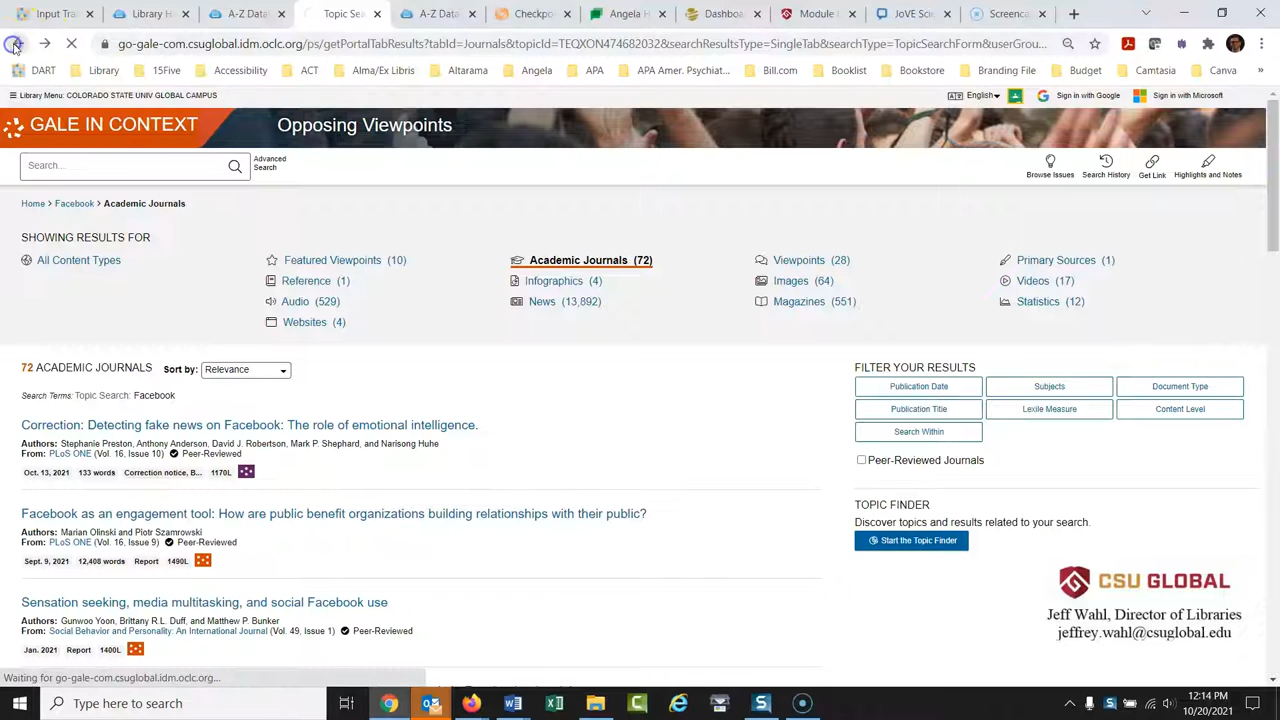 Input Tra
Library H
A-Z Data
Topic Se
A-Z Data
Checkpo
Angela H
Dashboa
Module
JoVE Sci
Screenca
go-gale-com.csuglobal.idm.oclc.org/ps/getPortalTabResults?tabId=Journals&topicId=TEQXON474682032&searchResultsType=SingleTab&searchType=TopicSearchForm&userGrou...
DART Library 15Five Accessibility ACT Alma/Ex Libris Altarama Angela APA APA Amer. Psychiat... Bill.com Booklist Bookstore Branding File Budget Camtasia Canva »
Library Menu: COLORADO STATE UNIV GLOBAL CAMPUS
English Sign in with Google Sign in with Microsoft
GALE IN CONTEXT Opposing Viewpoints
Search...
Advanced
Search
Browse Issues Search History Get Link Highlights and Notes
Home › Facebook › Academic Journals
SHOWING RESULTS FOR
All Content Types Featured Viewpoints (10) Academic Journals (72) Viewpoints (28) Primary Sources (1)
Reference (1) Infographics (4) Images (64) Videos (17)
Audio (529) News (13,892) Magazines (551) Statistics (12)
Websites (4)
72 ACADEMIC JOURNALS Sort by: Relevance
Search Terms: Topic Search: Facebook
Correction: Detecting fake news on Facebook: The role of emotional intelligence.
Authors: Stephanie Preston, Anthony Anderson, David J. Robertson, Mark P. Shephard, and Narisong Huhe
From: PLoS ONE (Vol. 16, Issue 10) Peer-Reviewed
Oct. 13, 2021 133 words Correction notice, B... 1170L
Facebook as an engagement tool: How are public benefit organizations building relationships with their public?
Authors: Marian Olinski and Piotr Szamrowski
From: PLoS ONE (Vol. 16, Issue 9) Peer-Reviewed
Sept. 9, 2021 12,408 words Report 1490L
Sensation seeking, media multitasking, and social Facebook use
Authors: Gunwoo Yoon, Brittany R.L. Duff, and Matthew P. Bunker
From: Social Behavior and Personality: An International Journal (Vol. 49, Issue 1) Peer-Reviewed
Jan. 2021 Report 1400L
FILTER YOUR RESULTS
Publication Date Subjects Document Type
Publication Title Lexile Measure Content Level
Search Within
Peer-Reviewed Journals
TOPIC FINDER
Discover topics and results related to your search.
Start the Topic Finder
CSU GLOBAL
Jeff Wahl, Director of Libraries
jeffrey.wahl@csuglobal.edu
Waiting for go-gale-com.csuglobal.idm.oclc.org...
Type here to search
12:14 PM
10/20/2021